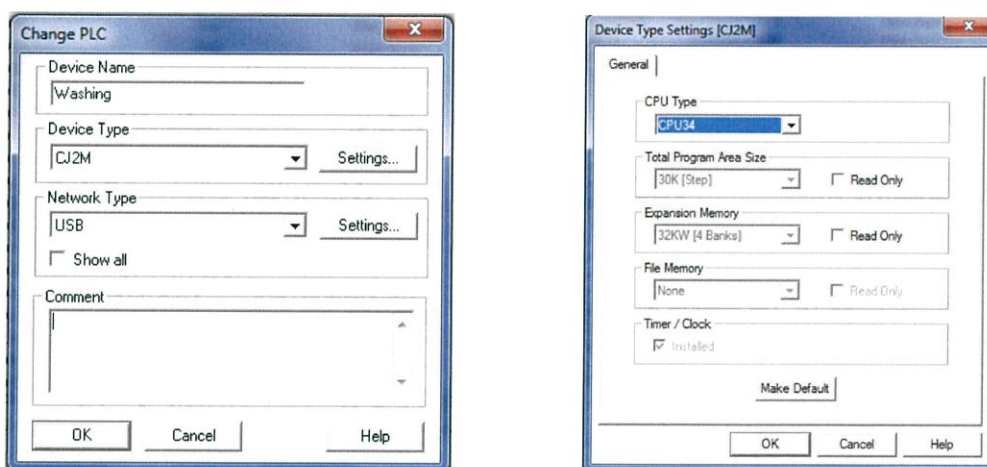 Change PLC
Device Name
Washing
Device Type
CJ2M
Settings...
Network Type
USB
Settings...
Show all
Comment
OK
Cancel
Help
Device Type Settings [CJ2M]
General
CPU Type
CPU34
Total Program Area Size
30K [Step]
Read Only
Expansion Memory
32KW [4 Banks]
Read Only
File Memory
None
Read Only
Timer / Clock
Installed
Make Default
OK
Cancel
Help